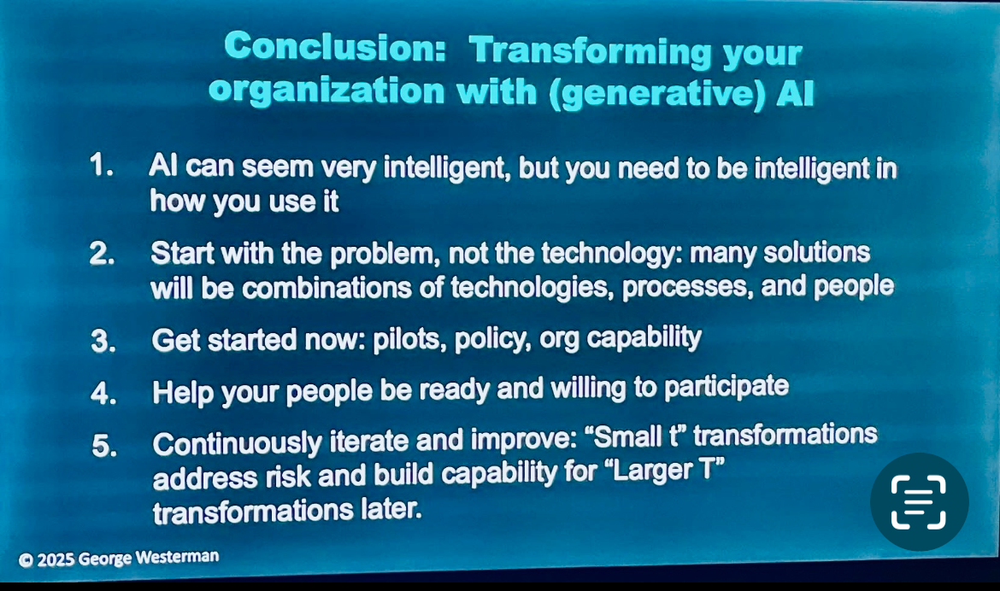 Conclusion: Transforming your
organization with (generative) AI
1. AI can seem very intelligent, but you need to be intelligent in
how you use it
2. Start with the problem, not the technology: many solutions
will be combinations of technologies, processes, and people
3. Get started now: pilots, policy, org capability
4. Help your people be ready and willing to participate
5. Continuously iterate and improve: “Small t” transformations
address risk and build capability for “Larger T”
transformations later.
© 2025 George Westerman